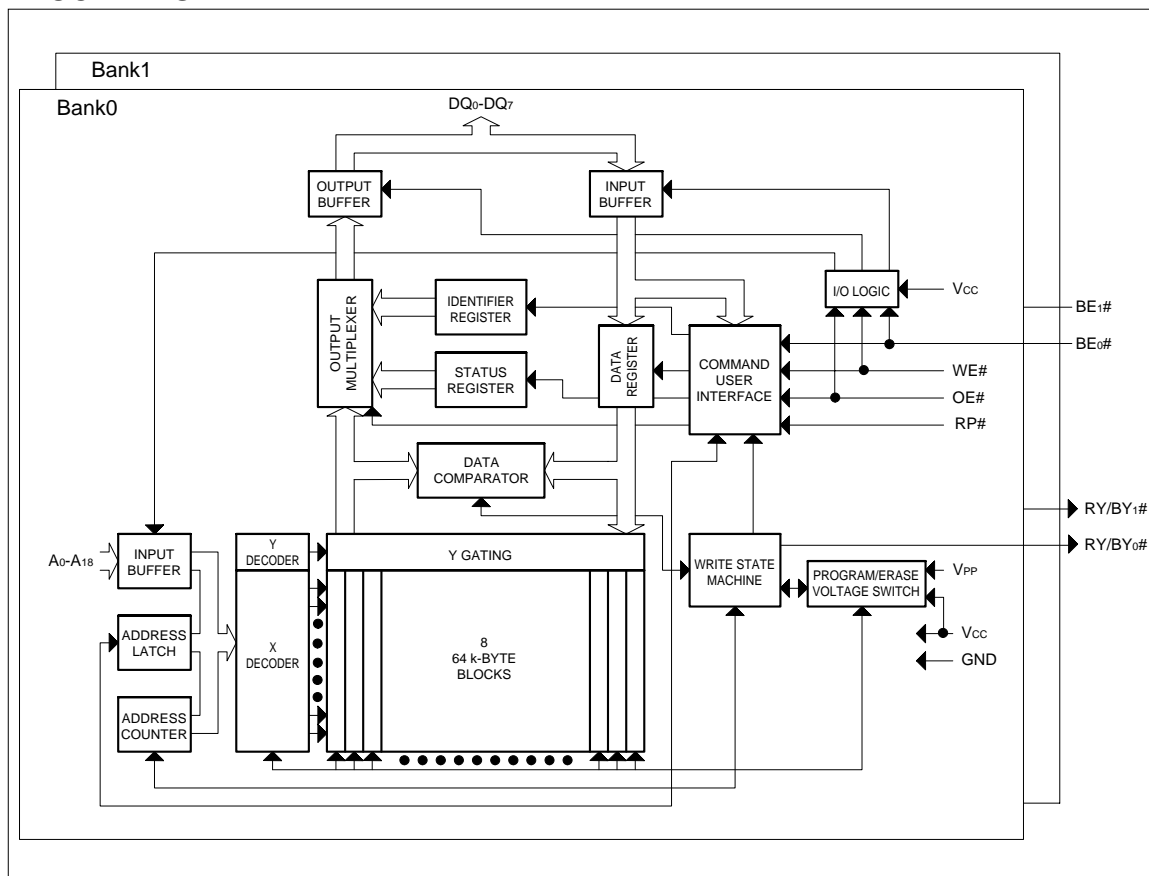 Bank1
Bank0
DQ0-DQ7
OUTPUT
BUFFER
INPUT
BUFFER
I/O LOGIC
VCC
OUTPUT
MULTIPLEXER
IDENTIFIER
REGISTER
STATUS
REGISTER
DATA
REGISTER
COMMAND
USER
INTERFACE
BE1#
BE0#
WE#
OE#
RP#
DATA
COMPARATOR
A0-A18
INPUT
BUFFER
Y
DECODER
Y GATING
WRITE STATE
MACHINE
PROGRAM/ERASE
VOLTAGE SWITCH
RY/BY1#
RY/BY0#
VPP
VCC
GND
ADDRESS
LATCH
ADDRESS
COUNTER
X
DECODER
8
64 k-BYTE
BLOCKS